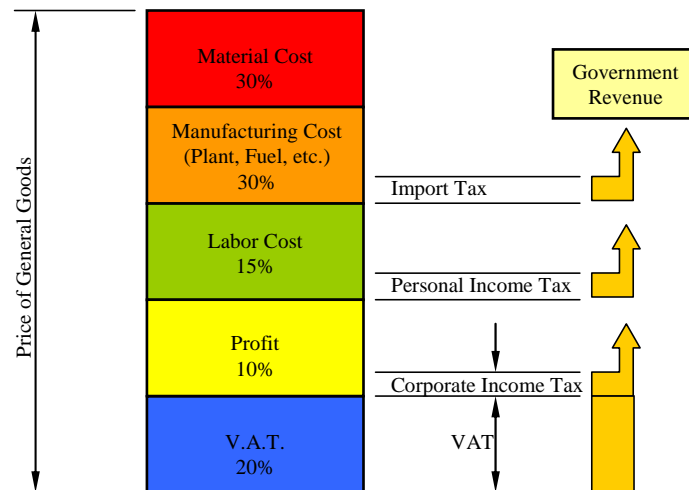 Price of General Goods
Material Cost
30%
Manufacturing Cost
(Plant, Fuel, etc.)
30%
Labor Cost
15%
Profit
10%
V.A.T.
20%
Import Tax
Personal Income Tax
Corporate Income Tax
VAT
Government
Revenue